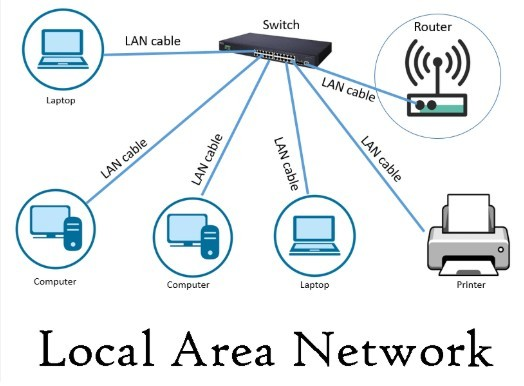 Switch
Router
LAN cable
Laptop
LAN cable
LAN cable
LAN cable
LAN cable
LAN cable
Computer
Computer
Laptop
Printer
Local Area Network